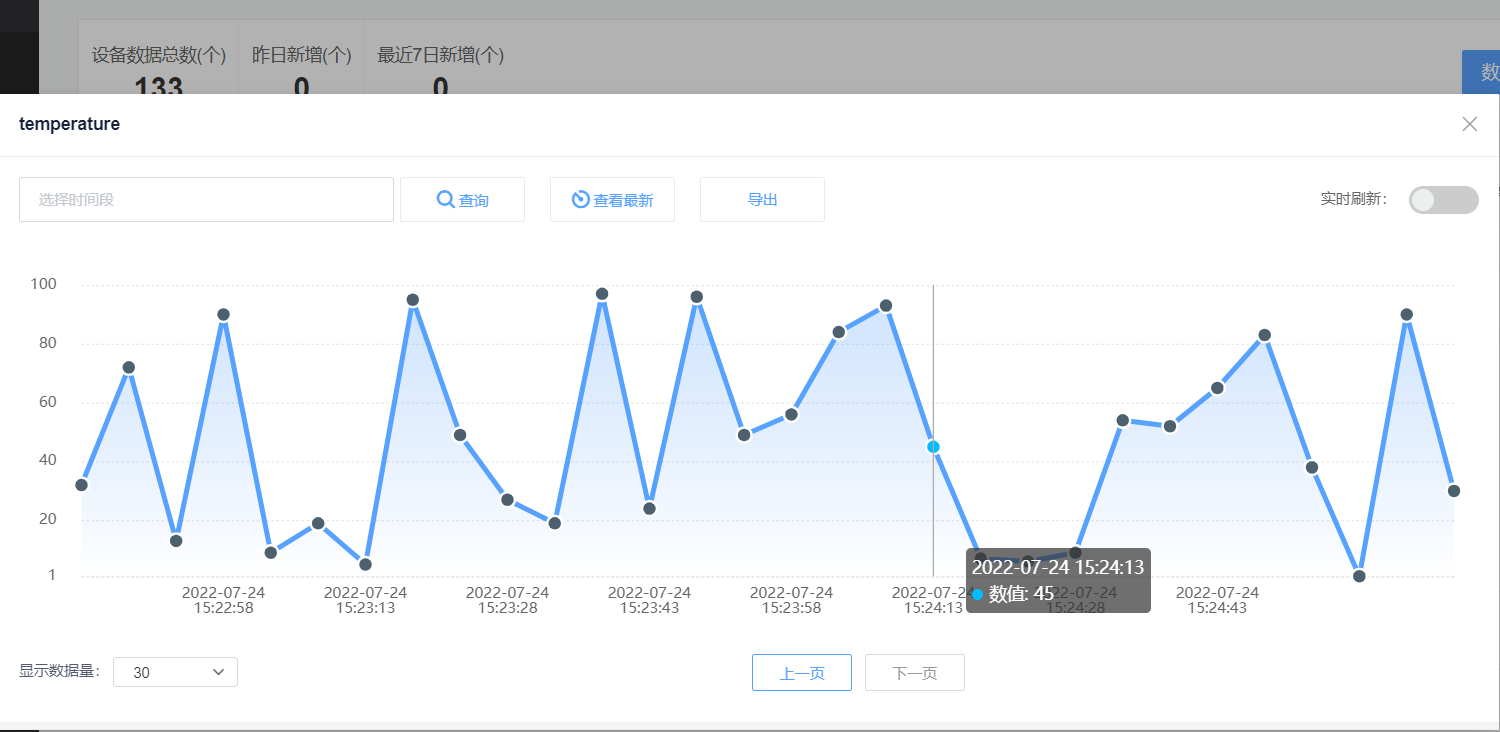 设备数据总数(个) 昨日新增(个) 最近7日新增(个)
133 0 0
数
temperature
选择时间段 查询 查看最新 导出 实时刷新：
100
80
60
40
20
1
2022-07-24 2022-07-24 2022-07-24 2022-07-24 2022-07-24 2022-07-24 2022-07-24 2022-07-24
15:22:58 15:23:13 15:23:28 15:23:43 15:23:58 15:24:13 15:24:28 15:24:43
2022-07-24 15:24:13
数值: 45
显示数据量： 30 上一页 下一页